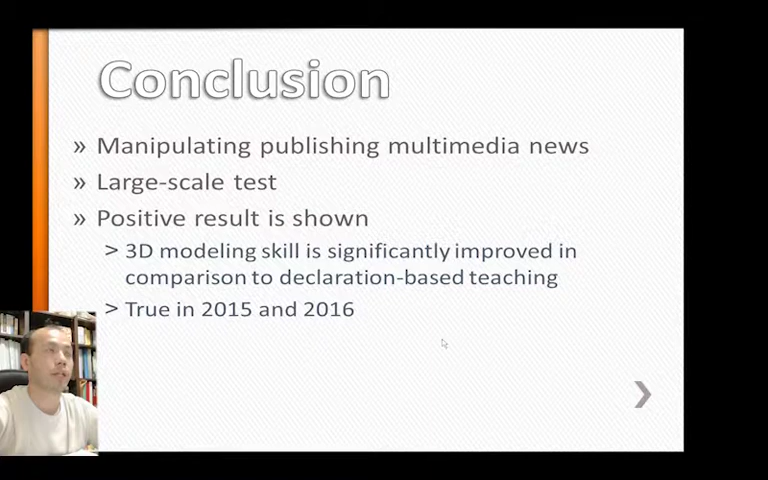 Conclusion
» Manipulating publishing multimedia news
» Large-scale test
» Positive result is shown
> 3D modeling skill is significantly improved in
comparison to declaration-based teaching
> True in 2015 and 2016